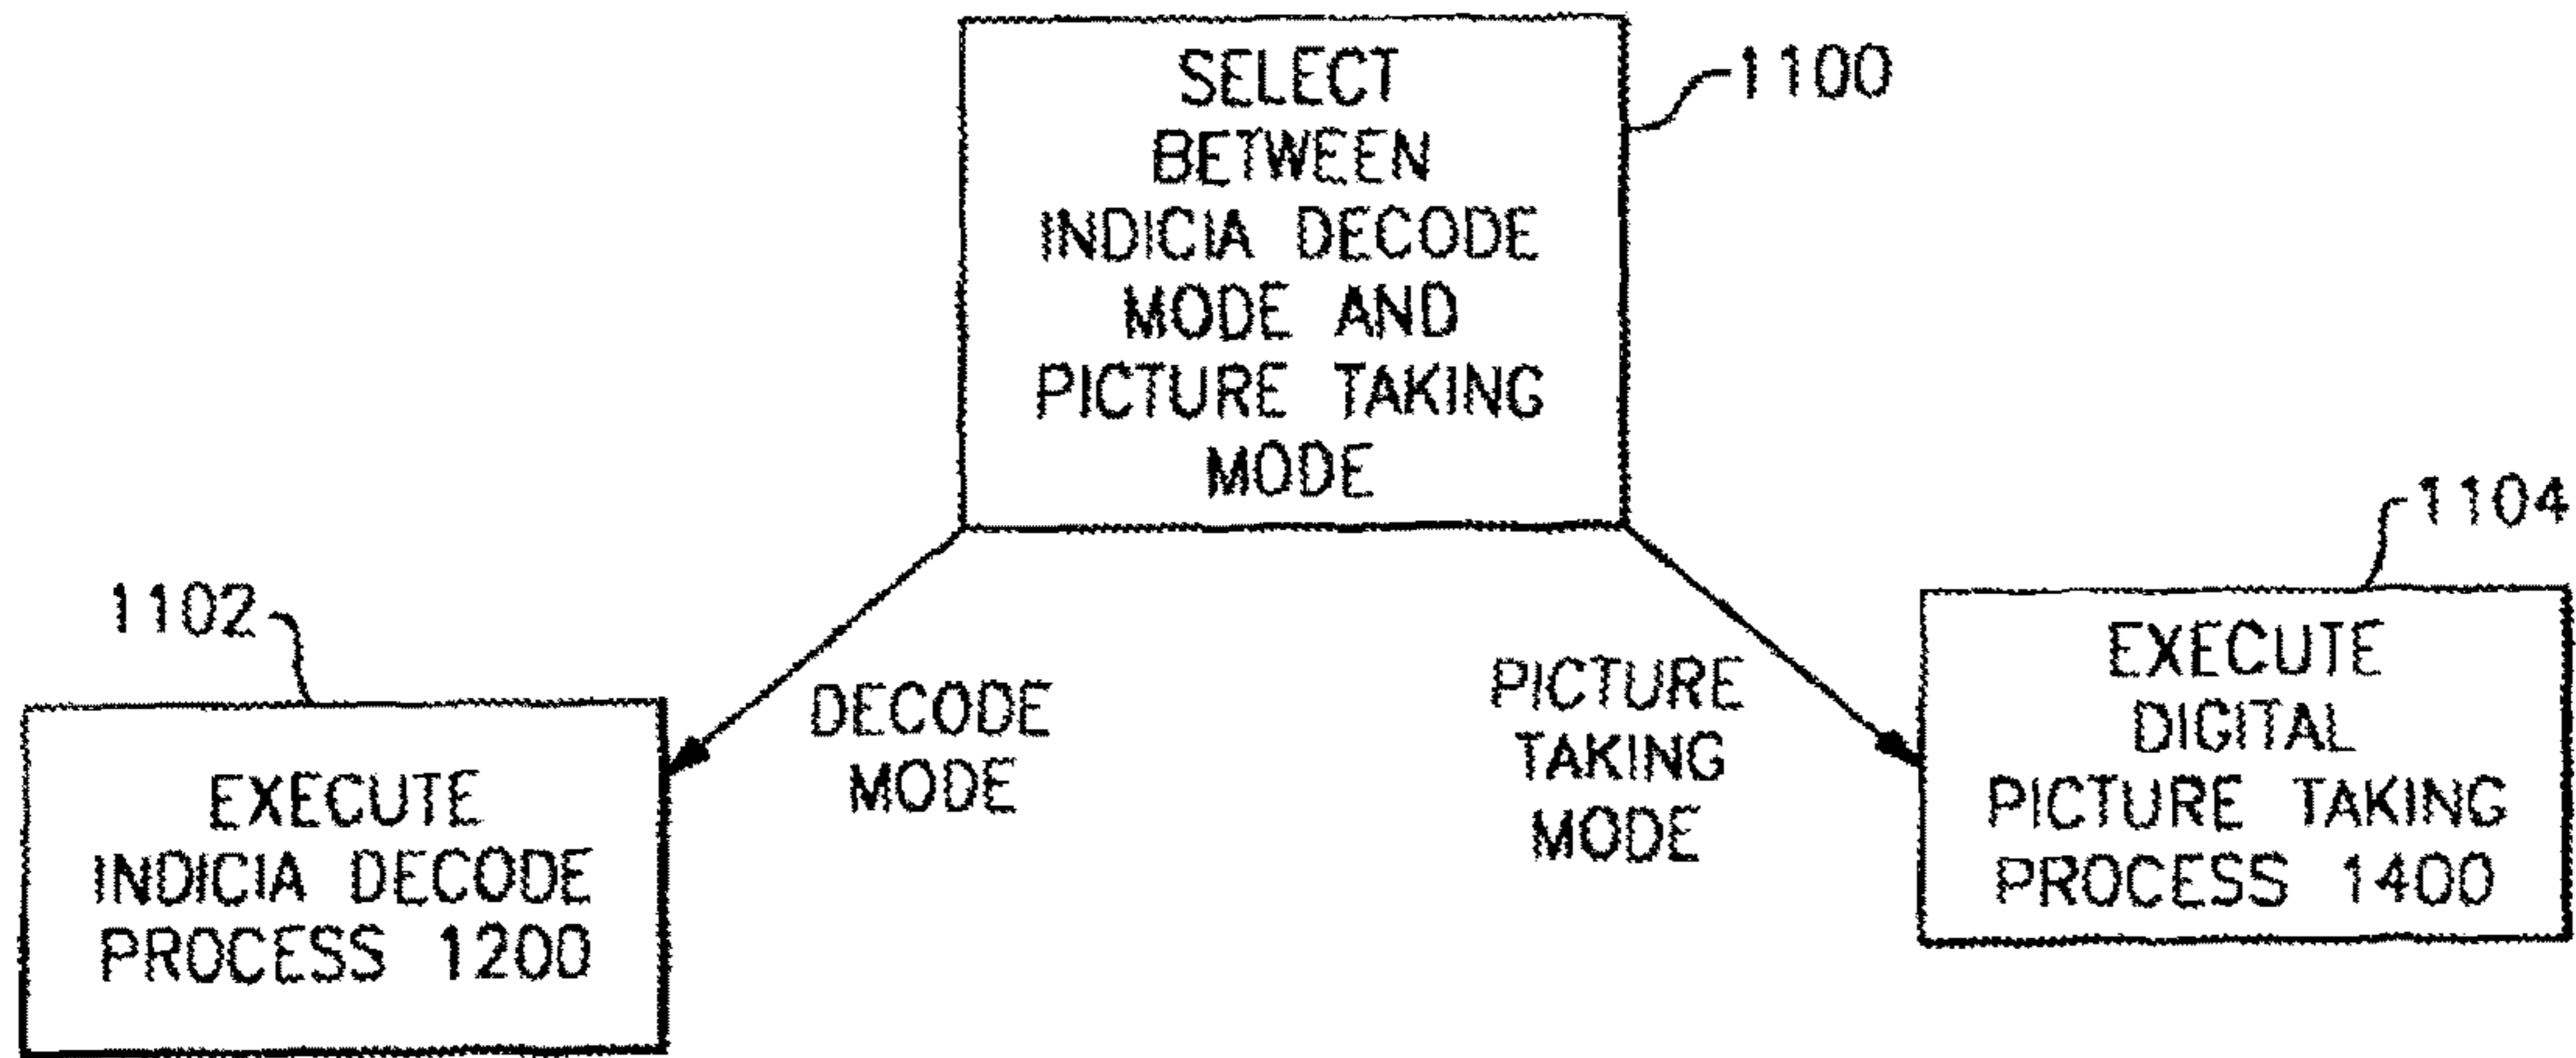 SELECT
BETWEEN
INDICIA DECODE
MODE AND
PICTURE TAKING
MODE
1100
1102
DECODE
MODE
PICTURE
TAKING
MODE
1104
EXECUTE
INDICIA DECODE
PROCESS 1200
EXECUTE
DIGITAL
PICTURE TAKING
PROCESS 1400